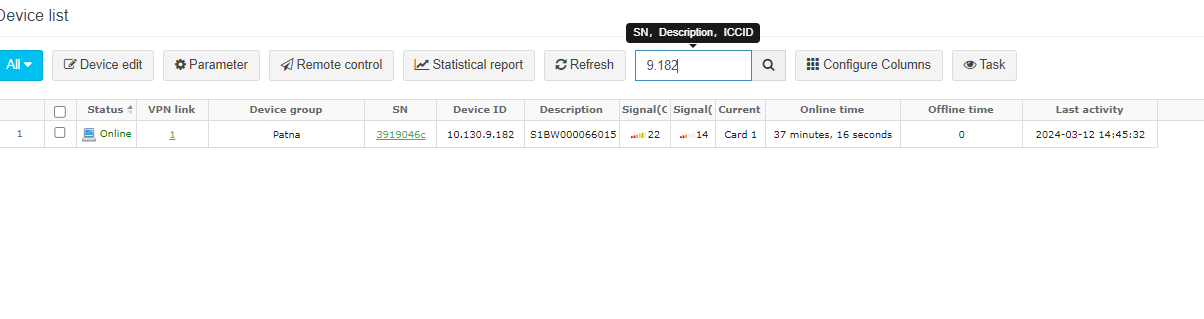 Device list
SN, Description, ICCID
All Device edit Parameter Remote control Statistical report Refresh 9.182 Configure Columns Task
Status VPN link Device group SN Device ID Description Signal(C Signal( Current Online time Offline time Last activity
1 Online 1 Patna 3919046c 10.130.9.182 S1BW000066015 22 14 Card 1 37 minutes, 16 seconds 0 2024-03-12 14:45:32